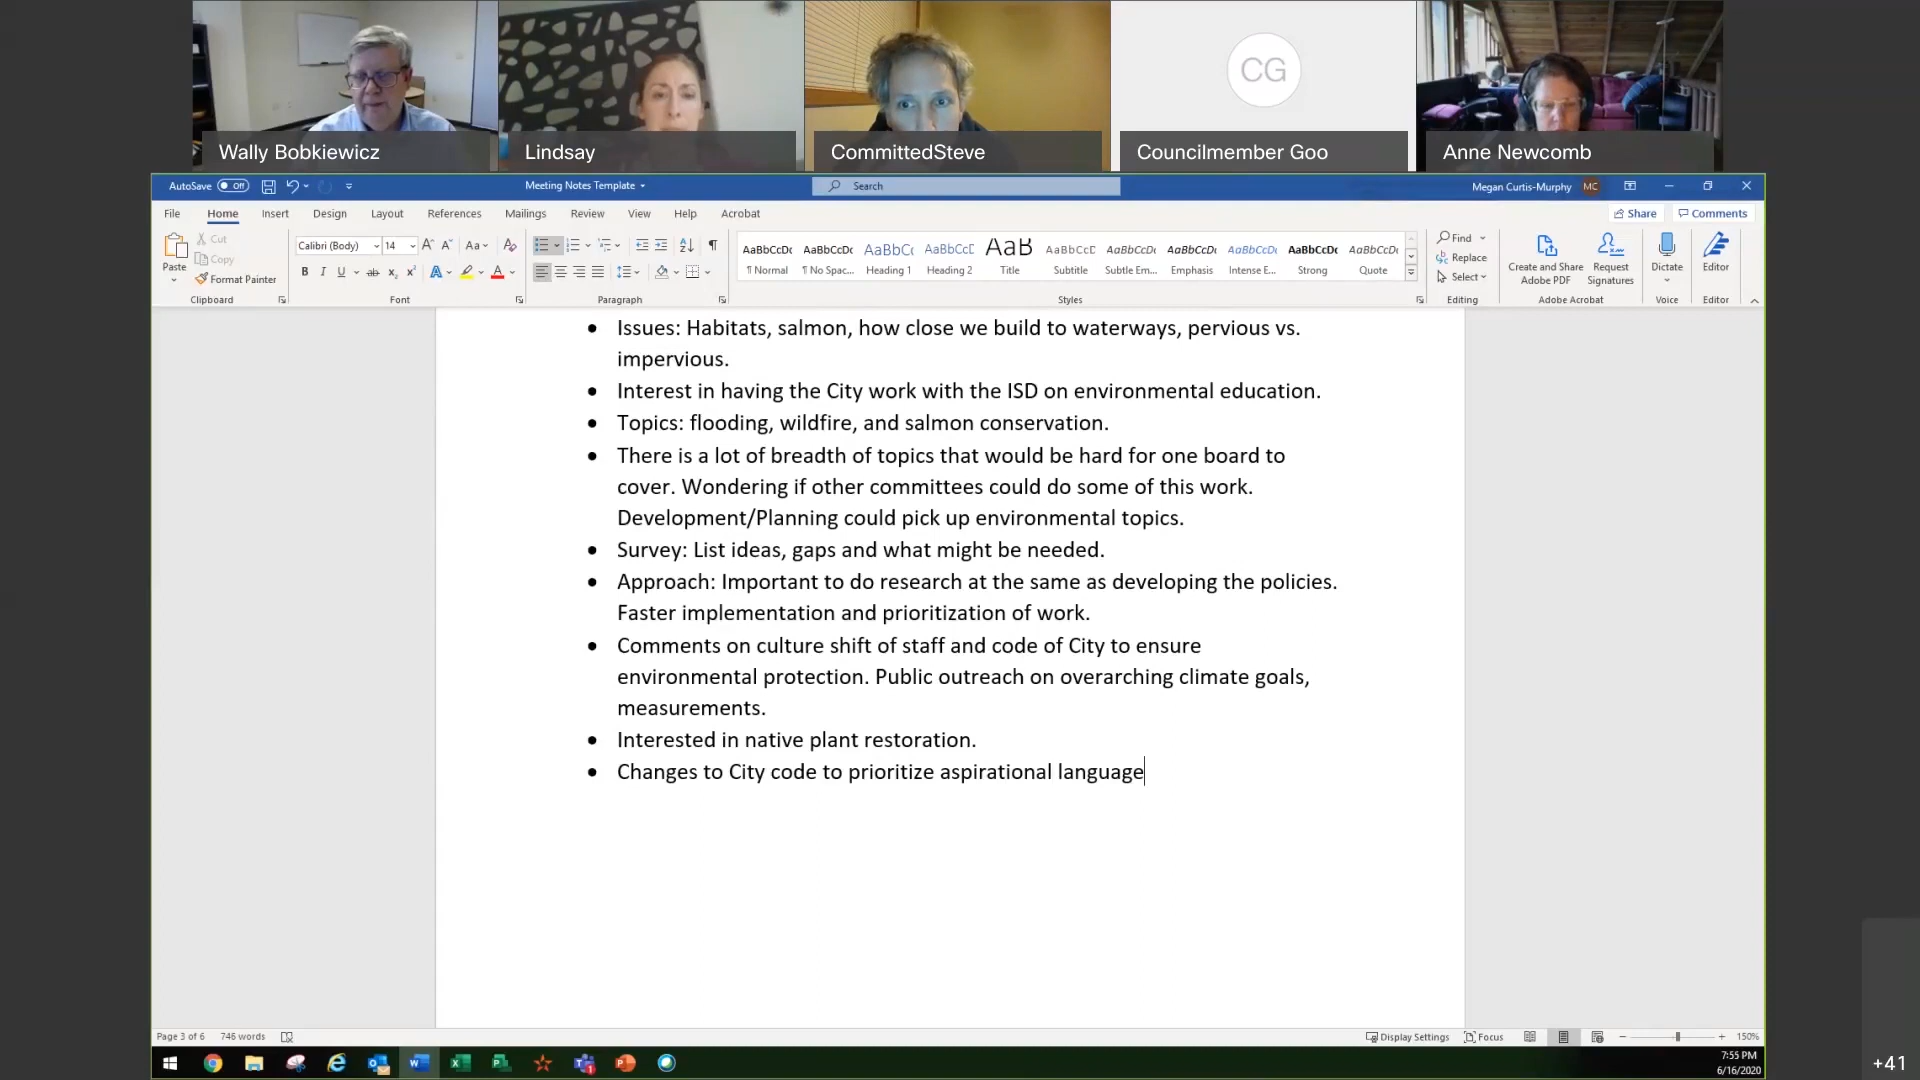 CG
Wally Bobkiewicz
Lindsay
CommittedSteve
Councilmember Goo
Anne Newcomb
AutoSave Off
Meeting Notes Template
Search
Megan Curtis-Murphy MC
File Home Insert Design Layout References Mailings Review View Help Acrobat
Share Comments
Paste
Cut
Copy
Format Painter
Clipboard
Calibri (Body) 14
Font
Paragraph
AaBbCcDc AaBbCcDc AaBbCc AaBbCcD AaB AaBbCcD AaBbCcDc AaBbCcDc AaBbCcDc AaBbCcDc AaBbCcDc
¶ Normal ¶ No Spac... Heading 1 Heading 2 Title Subtitle Subtle Em... Emphasis Intense E... Strong Quote
Styles
Find
Replace
Select
Editing
Create and Share
Adobe PDF
Request
Signatures
Adobe Acrobat
Dictate
Voice
Editor
Editor
• Issues: Habitats, salmon, how close we build to waterways, pervious vs.
impervious.
• Interest in having the City work with the ISD on environmental education.
• Topics: flooding, wildfire, and salmon conservation.
• There is a lot of breadth of topics that would be hard for one board to
cover. Wondering if other committees could do some of this work.
Development/Planning could pick up environmental topics.
• Survey: List ideas, gaps and what might be needed.
• Approach: Important to do research at the same as developing the policies.
Faster implementation and prioritization of work.
• Comments on culture shift of staff and code of City to ensure
environmental protection. Public outreach on overarching climate goals,
measurements.
• Interested in native plant restoration.
• Changes to City code to prioritize aspirational language
Page 3 of 6 746 words
Display Settings Focus 150%
7:55 PM
6/16/2020
+41